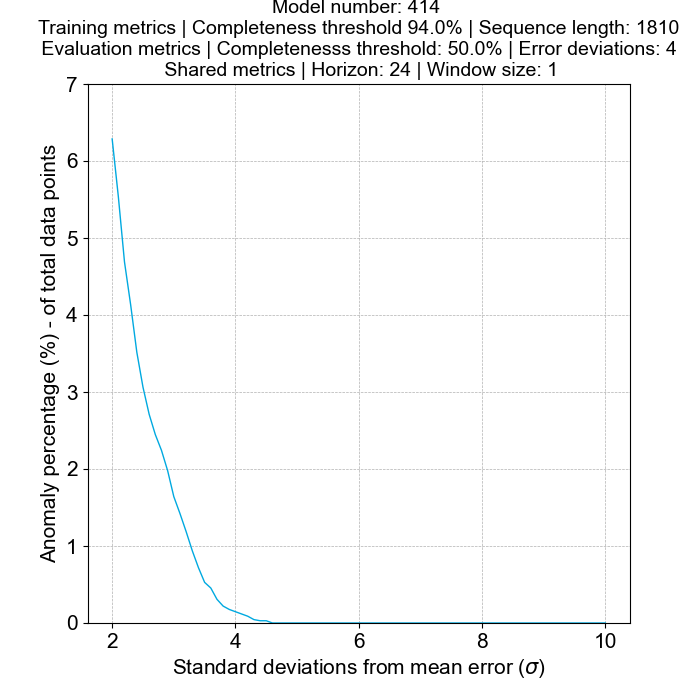 Model number: 414
Training metrics | Completeness threshold 94.0% | Sequence length: 1810
Evaluation metrics | Completenesss threshold: 50.0% | Error deviations: 4
Shared metrics | Horizon: 24 | Window size: 1
7
6
5
4
3
2
1
0
Anomaly percentage (%) - of total data points
2 4 6 8 10
Standard deviations from mean error (σ)